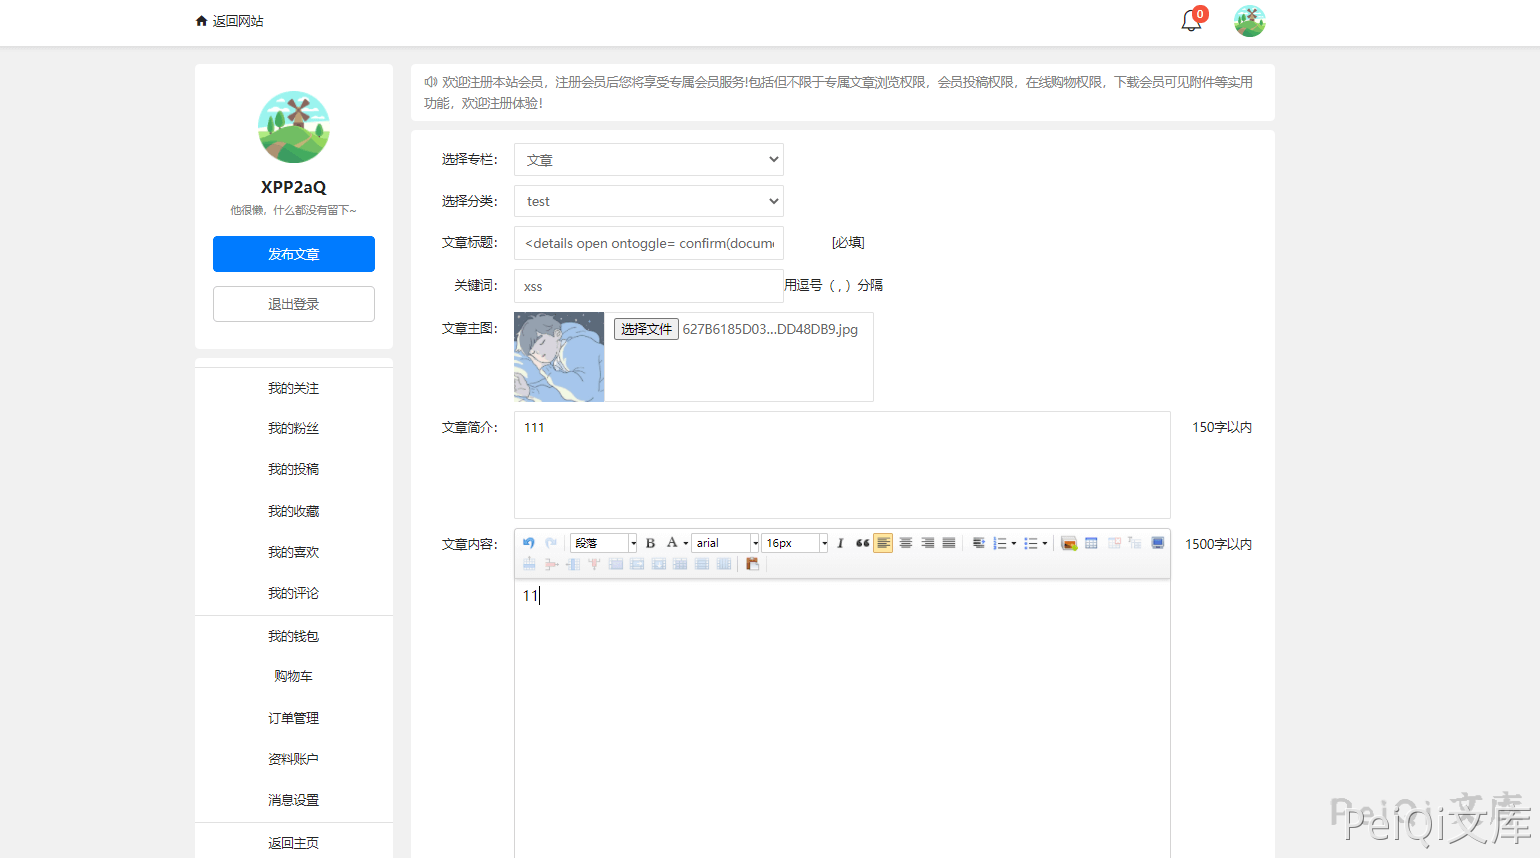 返回网站
0
欢迎注册本站会员，注册会员后您将享受专属会员服务!包括但不限于专属文章浏览权限，会员投稿权限，在线购物权限，下载会员可见附件等实用
功能，欢迎注册体验!
XPP2aQ
他很懒，什么都没有留下~
发布文章
退出登录
我的关注
我的粉丝
我的投稿
我的收藏
我的喜欢
我的评论
我的钱包
购物车
订单管理
资料账户
消息设置
返回主页
选择专栏： 文章
选择分类： test
文章标题： <details open ontoggle= confirm(docume [必填]
关键词： xss 用逗号（，）分隔
文章主图： 选择文件 627B6185D03...DD48DB9.jpg
文章简介： 111 150字以内
文章内容： 段落 B A arial 16px I 1500字以内
11
PeiQi文库
PeiQi文库